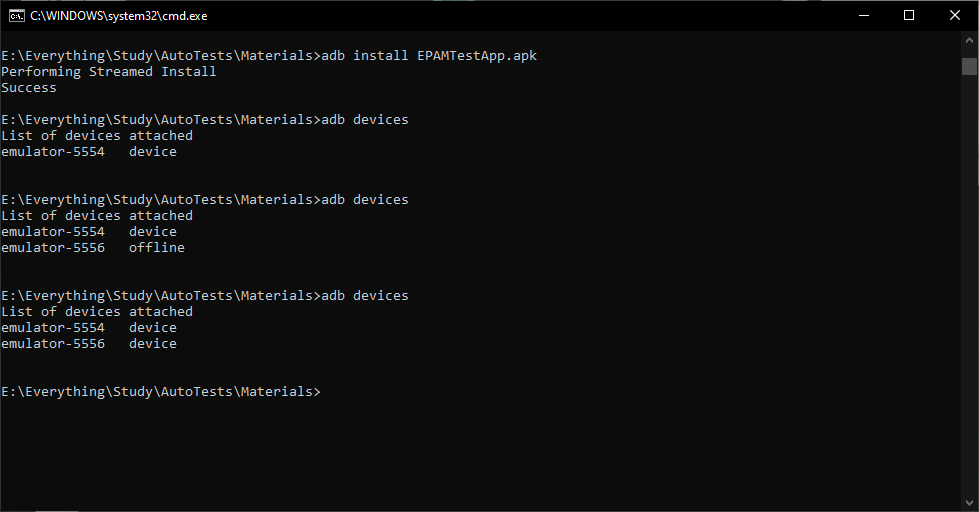 C:\WINDOWS\system32\cmd.exe
E:\Everything\Study\AutoTests\Materials>adb install EPAMTestApp.apk
Performing Streamed Install
Success
E:\Everything\Study\AutoTests\Materials>adb devices
List of devices attached
emulator-5554   device
E:\Everything\Study\AutoTests\Materials>adb devices
List of devices attached
emulator-5554   device
emulator-5556   offline
E:\Everything\Study\AutoTests\Materials>adb devices
List of devices attached
emulator-5554   device
emulator-5556   device
E:\Everything\Study\AutoTests\Materials>